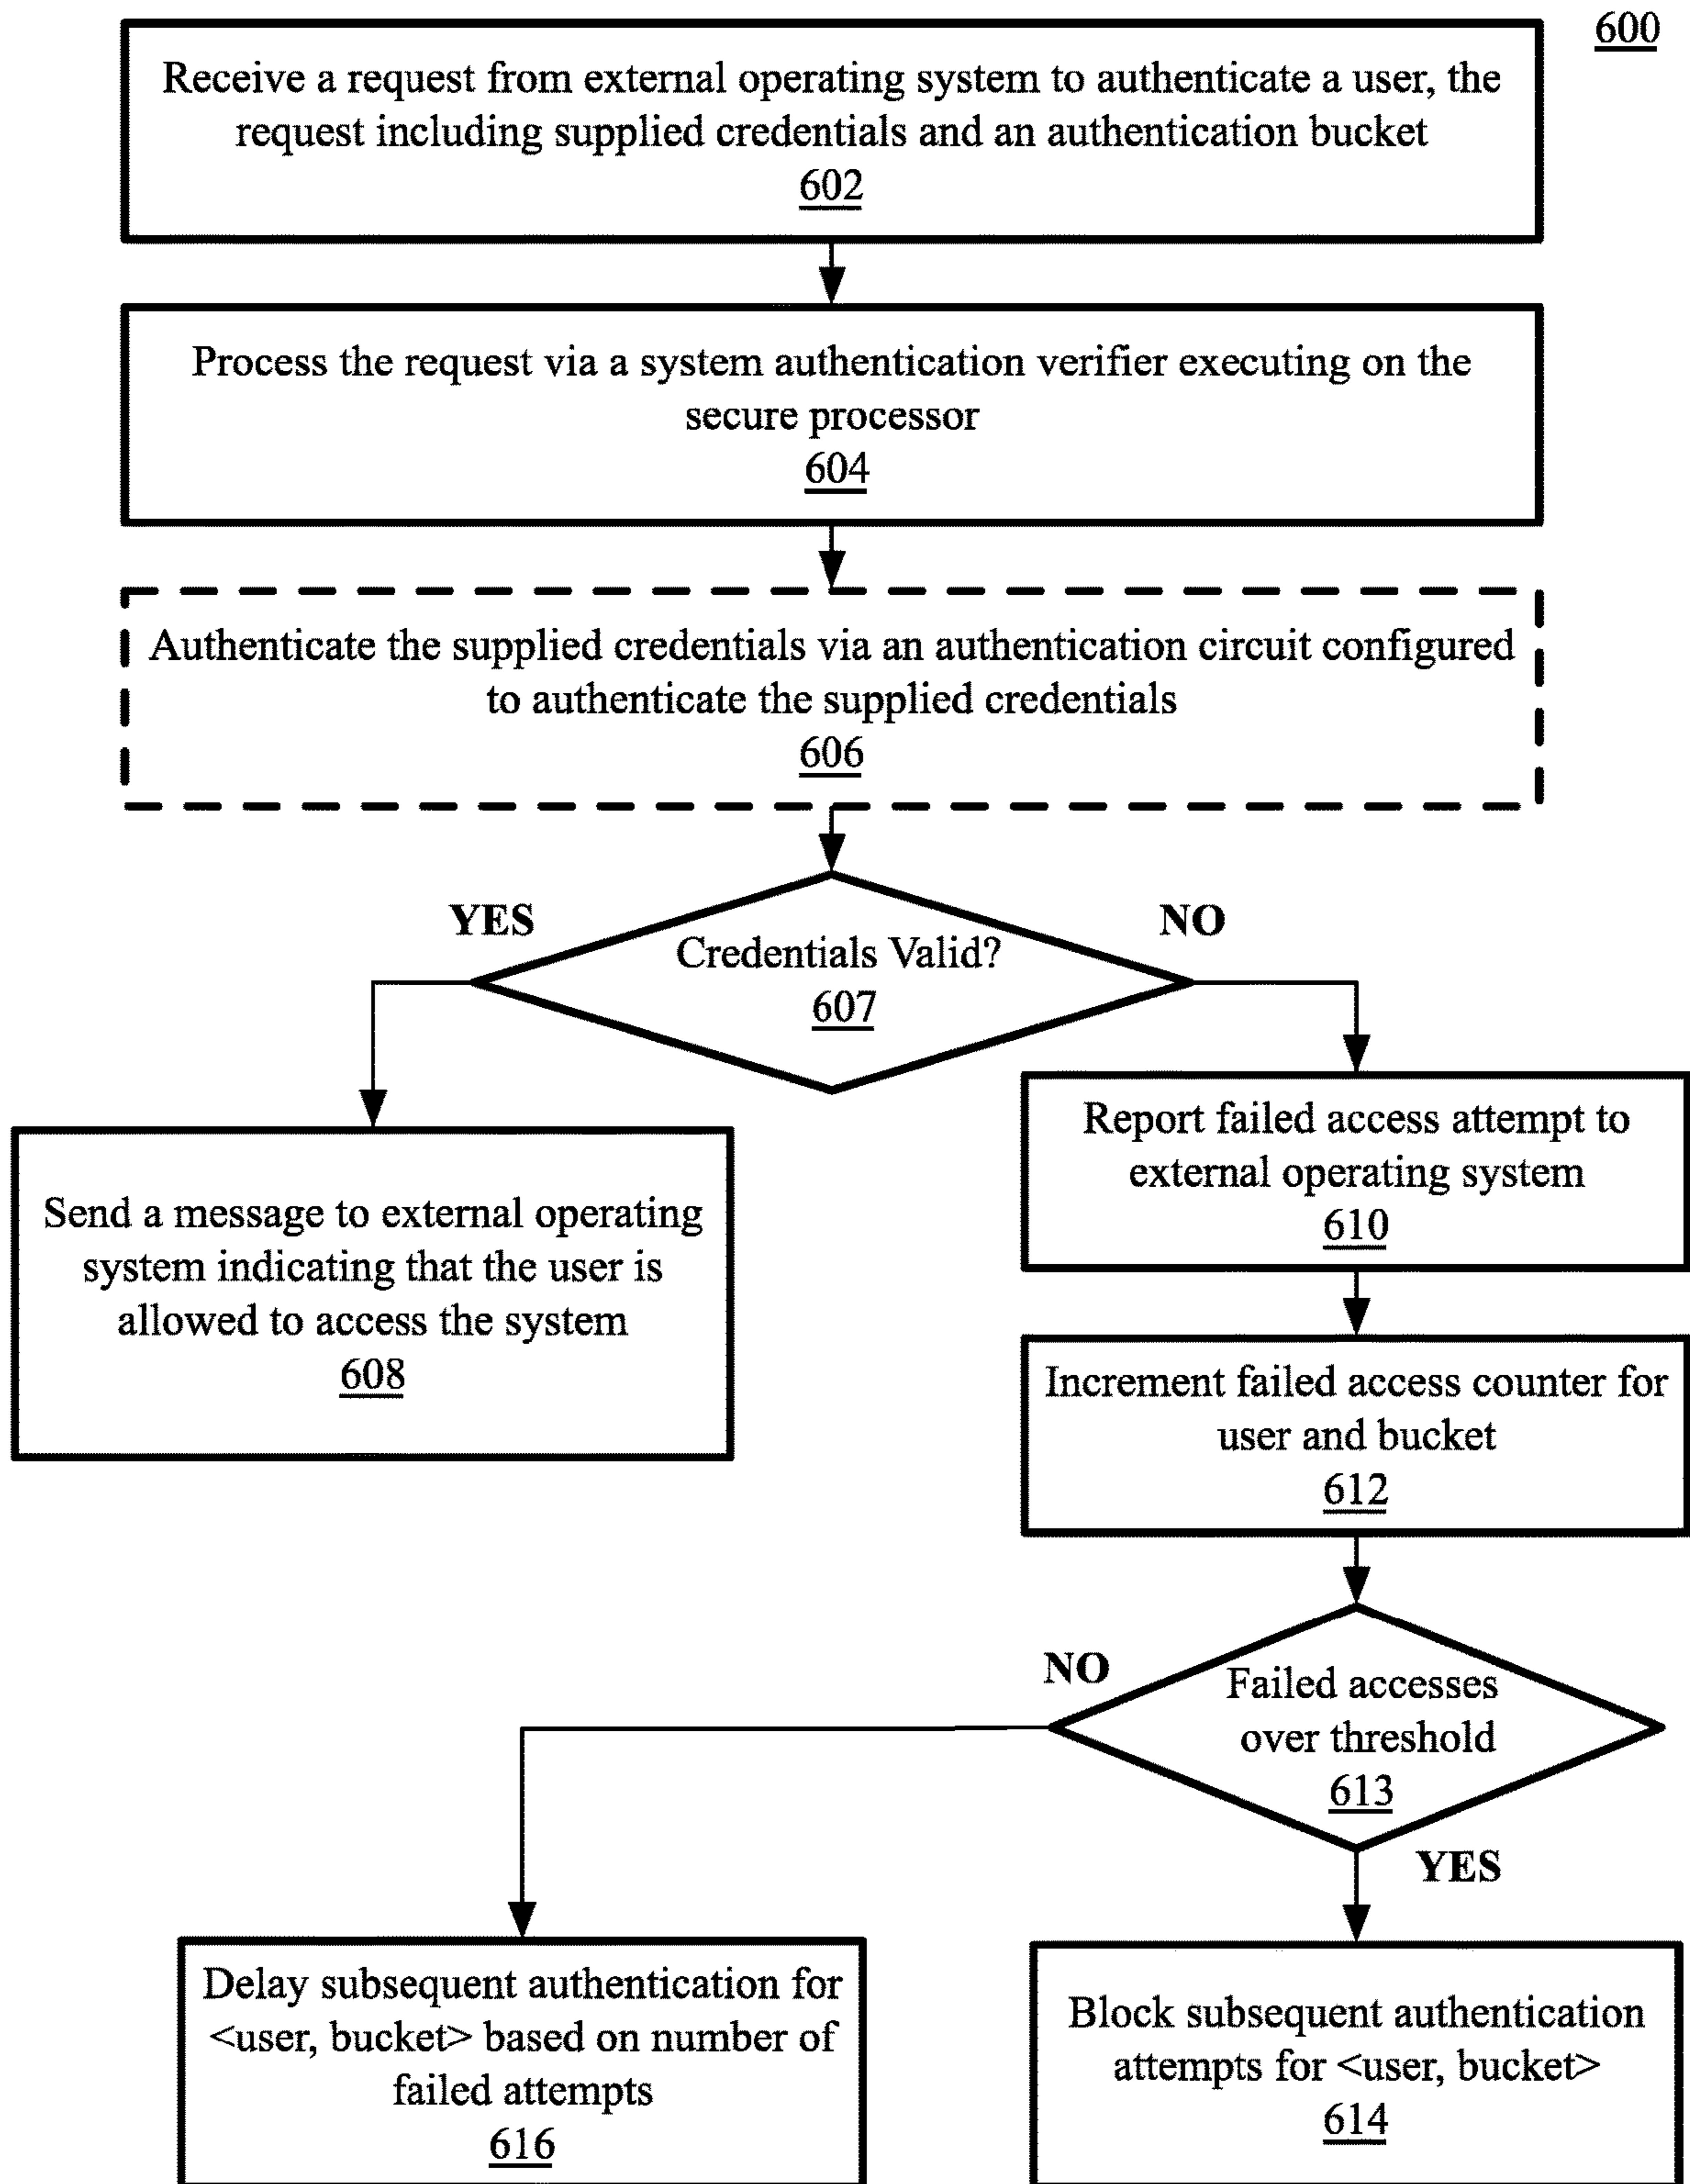 600
Receive a request from external operating system to authenticate a user, the
request including supplied credentials and an authentication bucket
602
Process the request via a system authentication verifier executing on the
secure processor
604
Authenticate the supplied credentials via an authentication circuit configured
to authenticate the supplied credentials
606
YES
NO
Credentials Valid?
607
Send a message to external operating
system indicating that the user is
allowed to access the system
608
Report failed access attempt to
external operating system
610
Increment failed access counter for
user and bucket
612
NO
Failed accesses
over threshold
613
YES
Delay subsequent authentication for
<user, bucket> based on number of
failed attempts
616
Block subsequent authentication
attempts for <user, bucket>
614